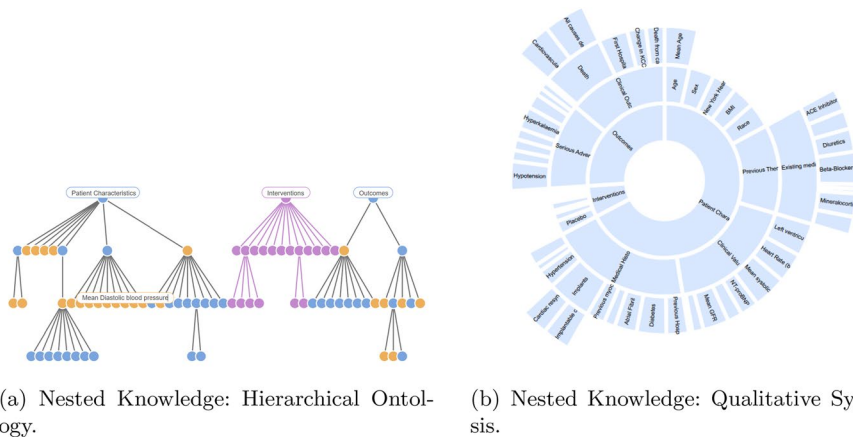 Patient Characteristics
Interventions
Outcomes
Mean Diastolic blood pressure
All causes de
Cardiovascula
Death
First Hospita
Change in KCC
Death from ca
Mean Age
Clinical Outc
Age
Sex
New York Hear
BMI
Race
Outcomes
Hyperkalaemia
Serious Adver
Hypotension
Interventions
Placebo
Patient Chara
Previous Ther
Existing medi
ACE Inhibitor
Diuretics
Beta-Blocker
Mineralocort
Left ventricu
Heart Rate (b
Mean systolic
NT-proBNP
Clinical Valu
Mean GFR
Previous Hosp
Diabetes
Atrial Fibril
Previous myoc
Medical Histo
Implants
Hypertension
Cardiac resyn
Implantable c
(a) Nested Knowledge: Hierarchical Ontol-
ogy.
(b) Nested Knowledge: Qualitative Sy
sis.